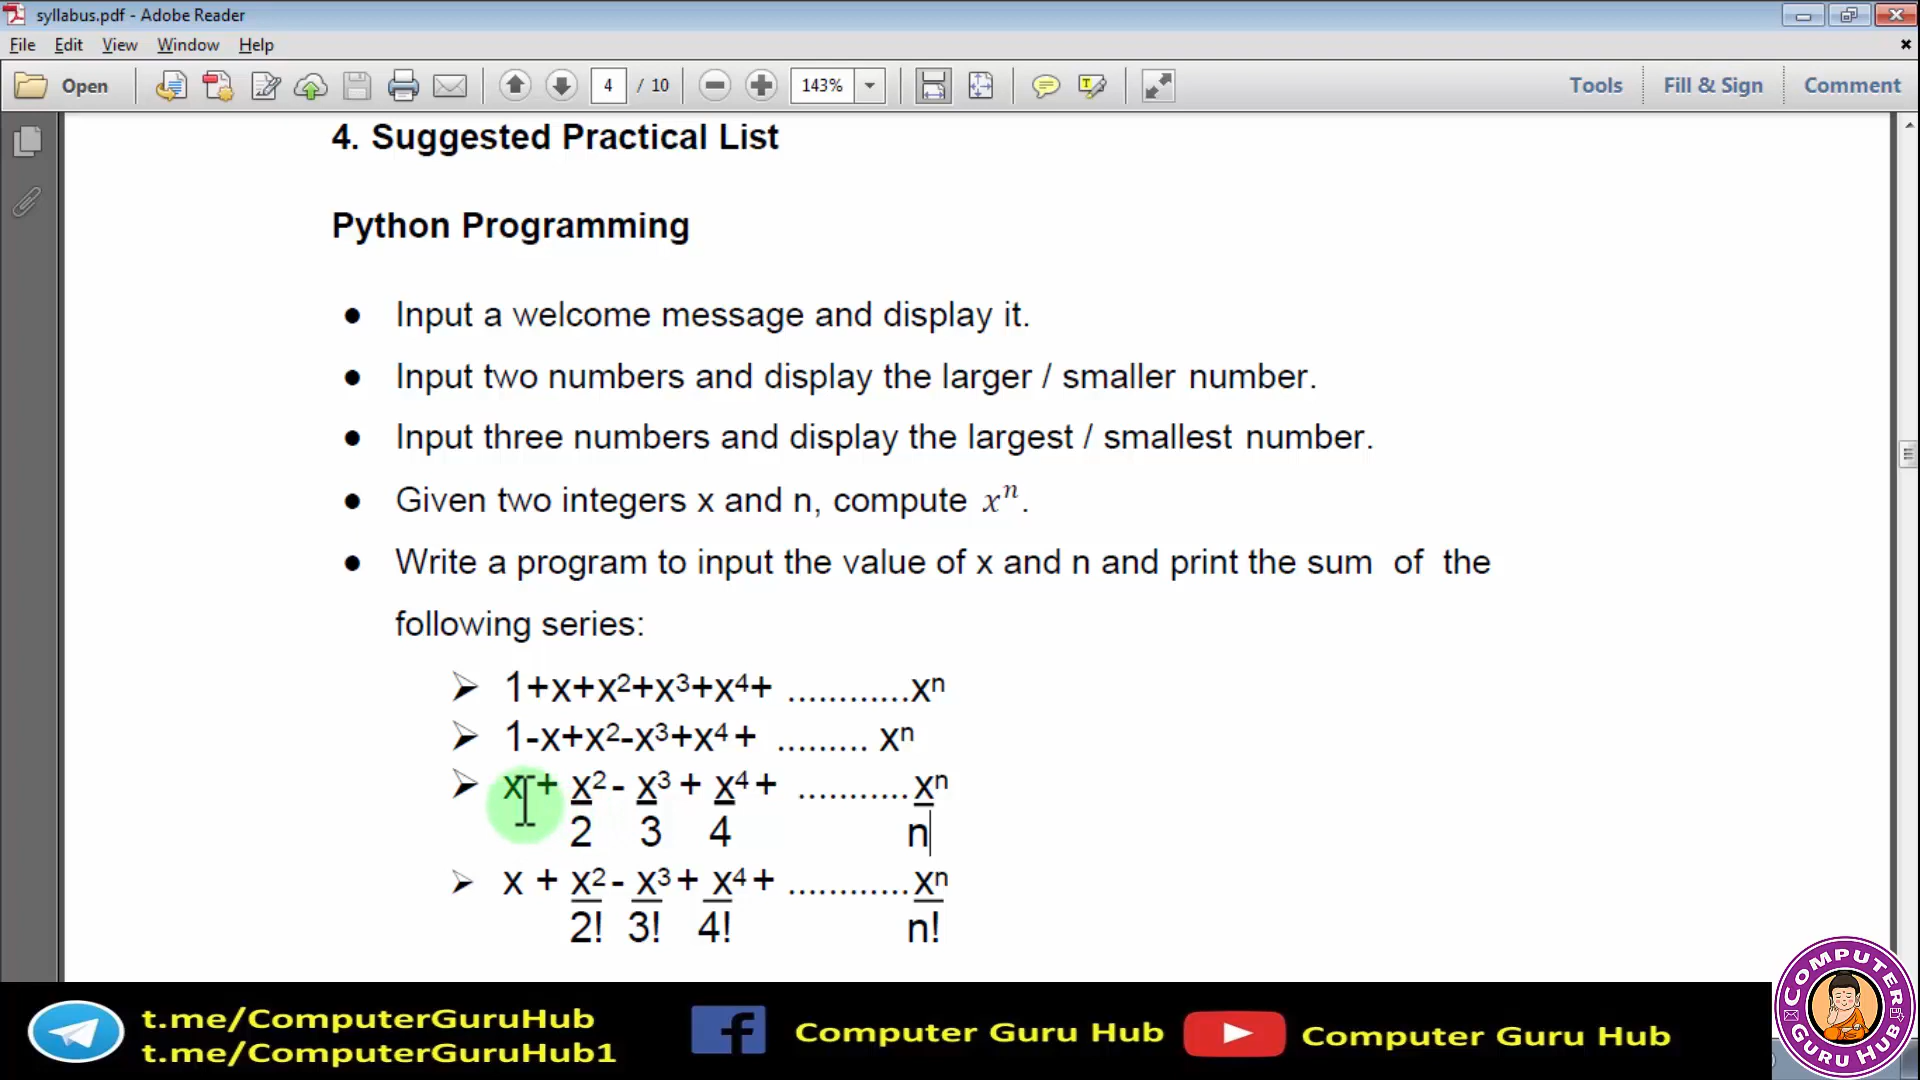 syllabus.pdf - Adobe Reader
File Edit View Window Help
Open 4 / 10 143% Tools Fill & Sign Comment
4. Suggested Practical List
Python Programming
● Input a welcome message and display it.
● Input two numbers and display the larger / smaller number.
● Input three numbers and display the largest / smallest number.
● Given two integers x and n, compute xⁿ.
● Write a program to input the value of x and n and print the sum of the
following series:
➢ 1+x+x²+x³+x⁴+ ............xⁿ
➢ 1-x+x²-x³+x⁴+ ......... xⁿ
➢ x + x² - x³ + x⁴ + ...........xⁿ
2 3 4 n
➢ x + x² - x³ + x⁴ + ............xⁿ
2! 3! 4! n!
t.me/ComputerGuruHub
t.me/ComputerGuruHub1
Computer Guru Hub
Computer Guru Hub
COMPUTER
GURU HUB